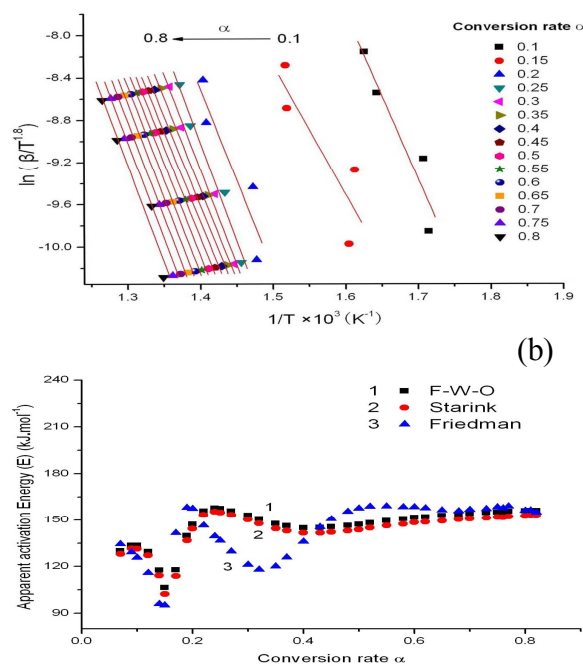 α
0.8
0.1
Conversion rate α
0.1
0.15
0.2
0.25
0.3
0.35
0.4
0.45
0.5
0.55
0.6
0.65
0.7
0.75
0.8
ln (β/T^1.8)
-8.0
-8.4
-8.8
-9.2
-9.6
-10.0
1.3 1.4 1.5 1.6 1.7 1.8 1.9
1/T ×10³ (K⁻¹)
(b)
Apparent activation Energy (E) (kJ.mol⁻¹)
240
210
180
150
120
90
1 F-W-O
2 Starink
3 Friedman
1
2
3
0.0 0.2 0.4 0.6 0.8
Conversion rate α